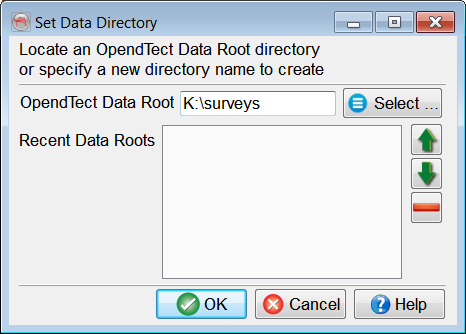 Set Data Directory
Locate an OpendTect Data Root directory
or specify a new directory name to create
OpendTect Data Root K:\surveys Select ...
Recent Data Roots
OK Cancel Help